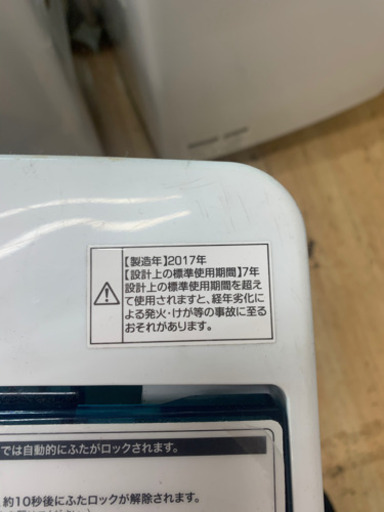 【製造年】2017年
【設計上の標準使用期間】7年
設計上の標準使用期間を超え
て使用されますと、経年劣化に
よる発火・けが等の事故に至る
おそれがあります。
では自動的にふたがロックされます。
約10秒後にふたロックが解除されます。